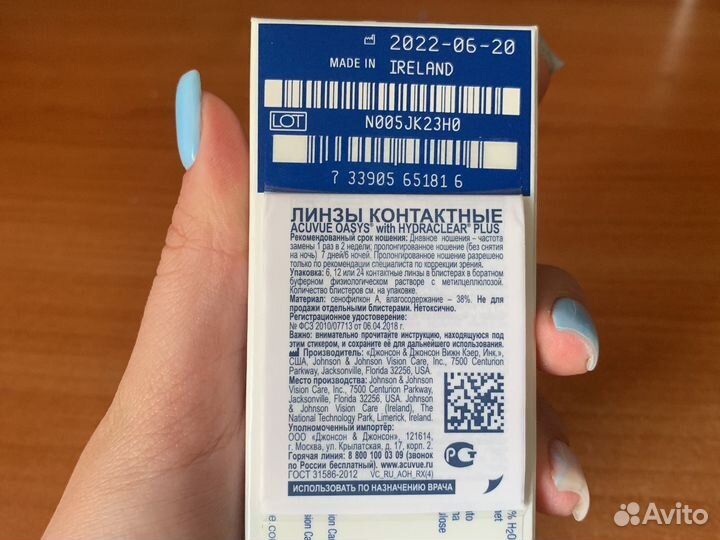 2022-06-20
MADE IN IRELAND
LOT N005JK23H0
7 33905 65181 6
ЛИНЗЫ КОНТАКТНЫЕ
ACUVUE OASYS® with HYDRACLEAR® PLUS
Рекомендованный срок ношения: Дневное ношение – частота
замены 1 раз в 2 недели; пролонгированное ношение (без снятия
на ночь) 7 дней/6 ночей. Пролонгированное ношение разрешено
только по рекомендации специалиста по коррекции зрения.
Упаковка: 6, 12 или 24 контактные линзы в блистерах в боратном
буферном физиологическом растворе с метилцеллюлозой.
Количество блистеров см. на упаковке.
Материал: сенофилкон А, влагосодержание – 38%. Не для
продажи отдельными блистерами. Нетоксично.
Регистрационное удостоверение:
№ ФСЗ 2010/07713 от 06.04.2018 г.
Важно: внимательно прочитайте инструкцию, находящуюся под
этим стикером, и сохраните её для дальнейшего использования.
Производитель: «Джонсон & Джонсон Вижн Кэер, Инк.»,
США, Johnson & Johnson Vision Care, Inc., 7500 Centurion
Parkway, Jacksonville, Florida 32256, USA.
Место производства: Johnson & Johnson
Vision Care, Inc., 7500 Centurion Parkway,
Jacksonville, Florida 32256, USA. Johnson
& Johnson Vision Care (Ireland), The
National Technology Park, Limerick, Ireland.
Уполномоченный импортёр:
ООО «Джонсон & Джонсон», 121614,
г. Москва, ул. Крылатская, д. 17, корп. 2.
Горячая линия: 8 800 100 03 09 (звонок
по России бесплатный). www.acuvue.ru
ГОСТ 31586-2012 VC_RU_AOH_RX(4)
ИСПОЛЬЗОВАТЬ ПО НАЗНАЧЕНИЮ ВРАЧА
Avito